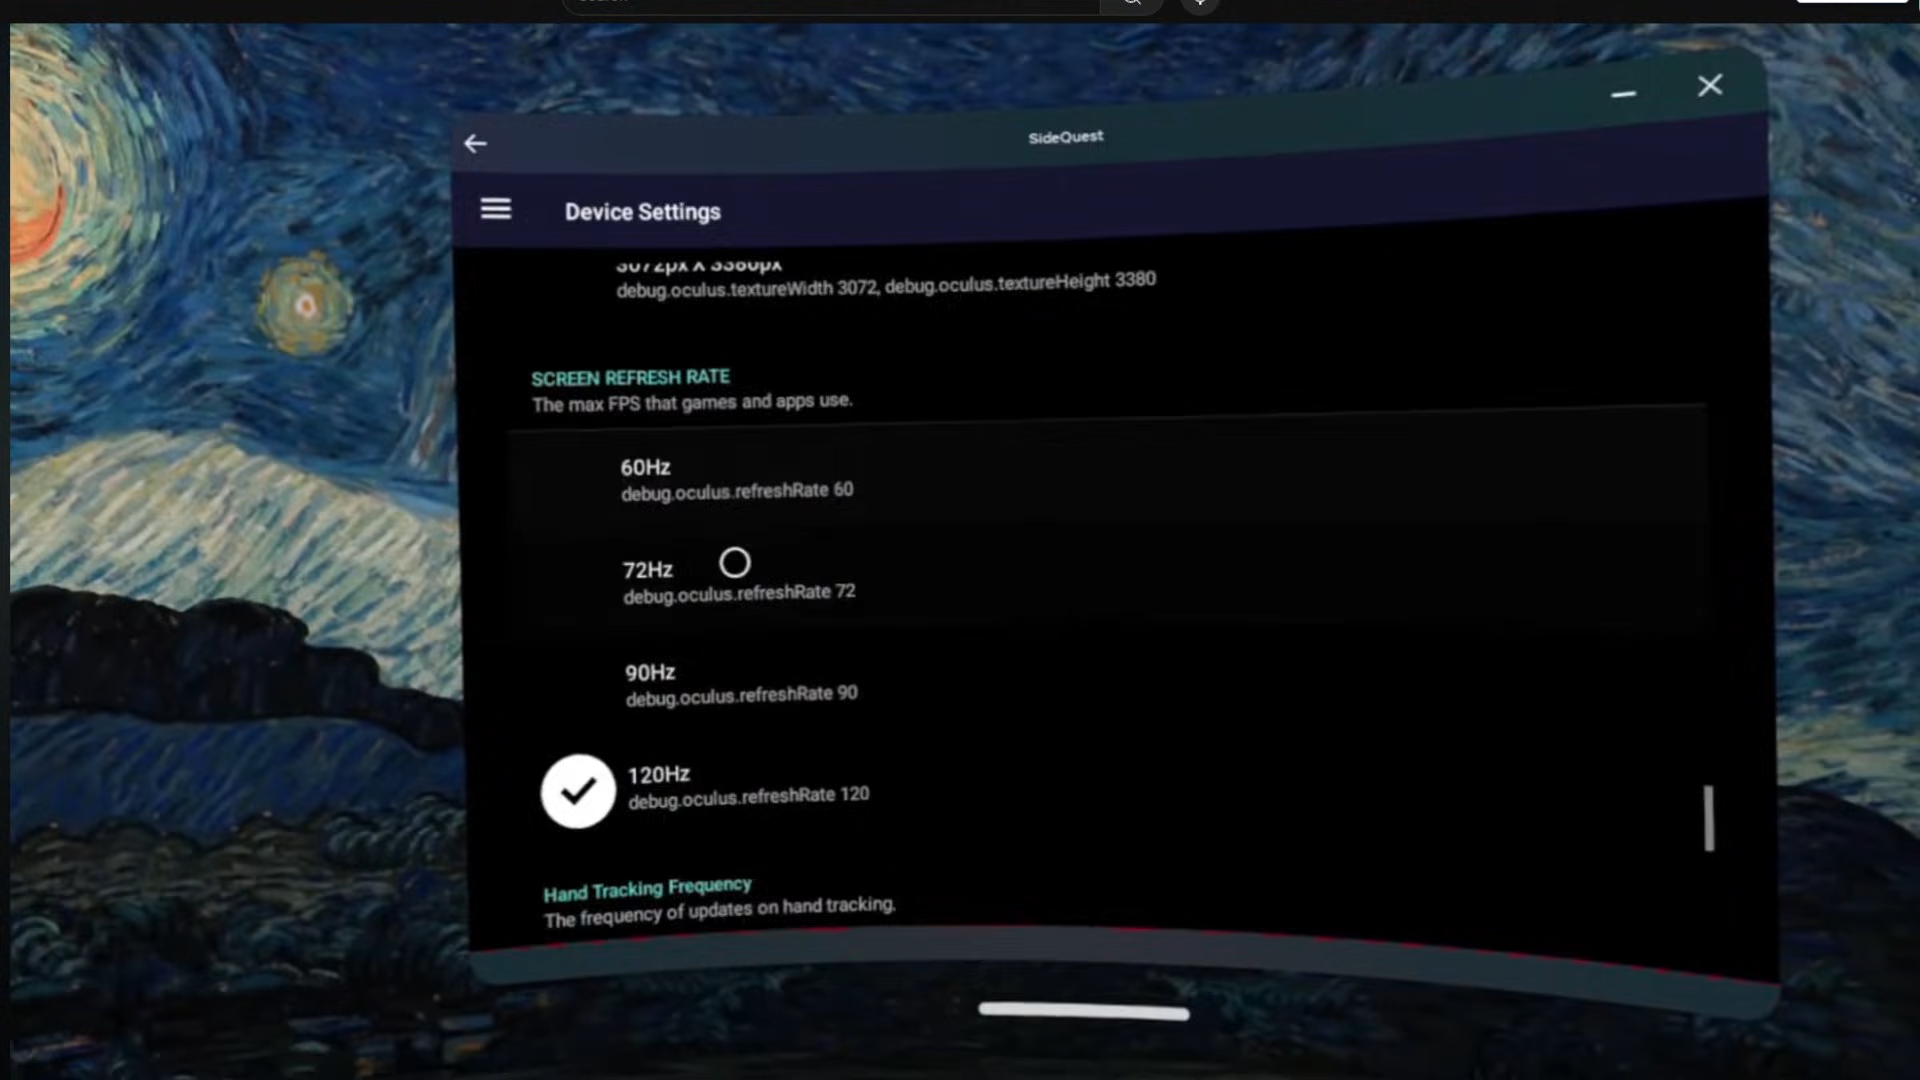 SideQuest
Device Settings
3072px X 3380px
debug.oculus.textureWidth 3072, debug.oculus.textureHeight 3380
SCREEN REFRESH RATE
The max FPS that games and apps use.
60Hz
debug.oculus.refreshRate 60
72Hz
debug.oculus.refreshRate 72
90Hz
debug.oculus.refreshRate 90
120Hz
debug.oculus.refreshRate 120
Hand Tracking Frequency
The frequency of updates on hand tracking.